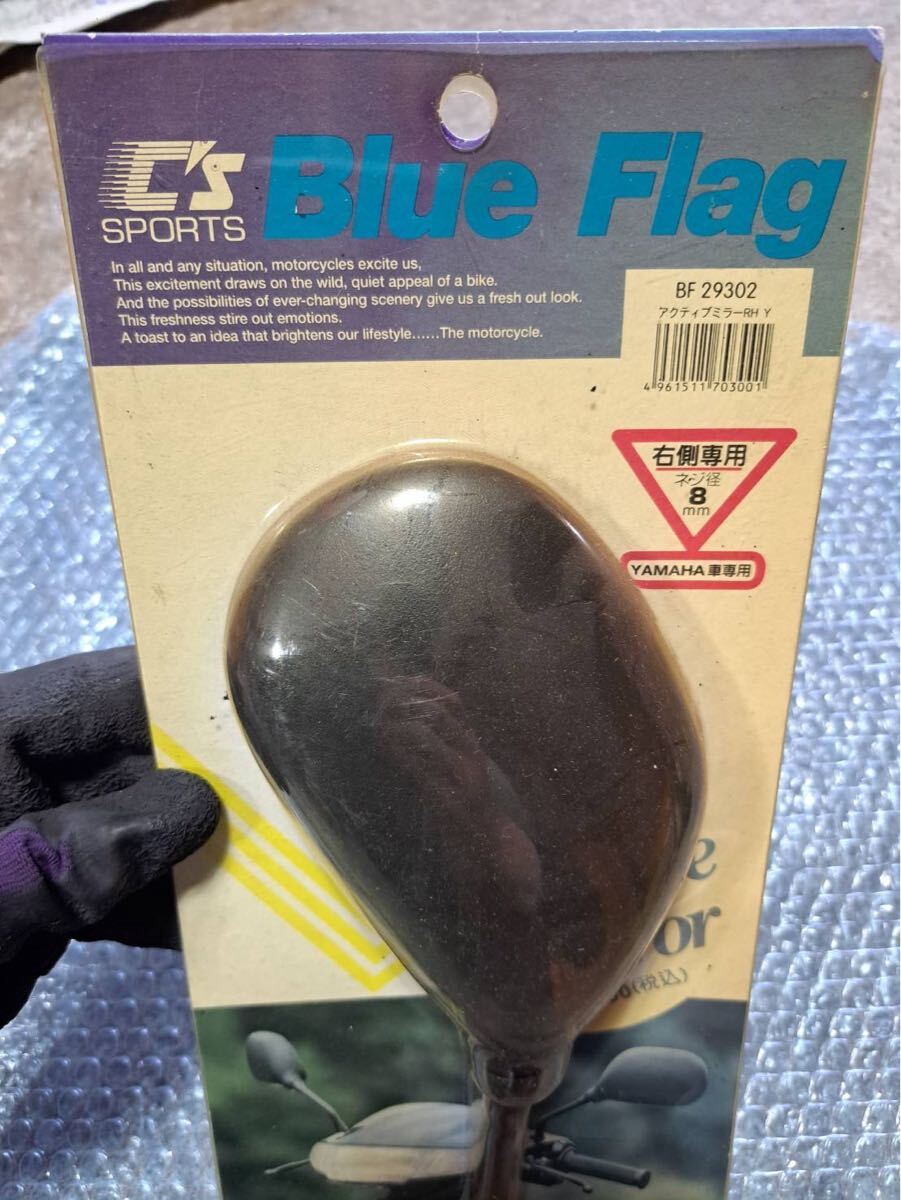 C's
SPORTS
Blue Flag
In all and any situation, motorcycles excite us,
This excitement draws on the wild, quiet appeal of a bike.
And the possibilities of ever-changing scenery give us a fresh out look.
This freshness stire out emotions.
A toast to an idea that brightens our lifestyle......The motorcycle.
BF 29302
アクティブミラーRH Y
4 961511 703001
右側専用
ネジ径
8
mm
YAMAHA車専用
e
or
(税込)